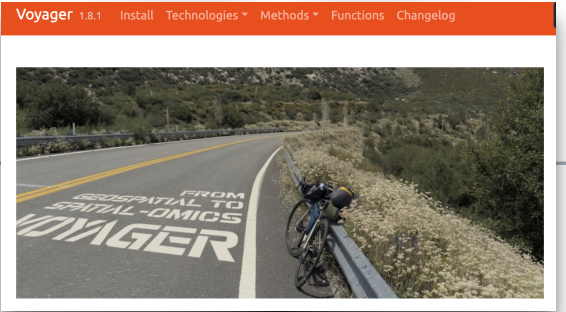 Voyager 1.8.1 Install Technologies Methods Functions Changelog
FROM
GEOSPATIAL TO
SPATIAL-OMICS
VOYAGER